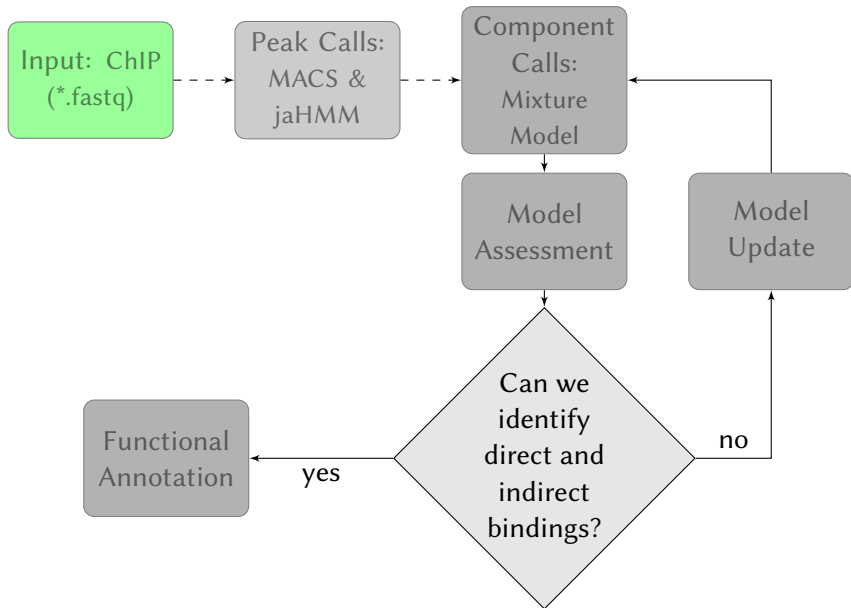 Input: ChIP
(*.fastq)
Peak Calls:
MACS &
jaHMM
Component
Calls:
Mixture
Model
Model
Assessment
Model
Update
Can we
identify
direct and
indirect
bindings?
no
yes
Functional
Annotation